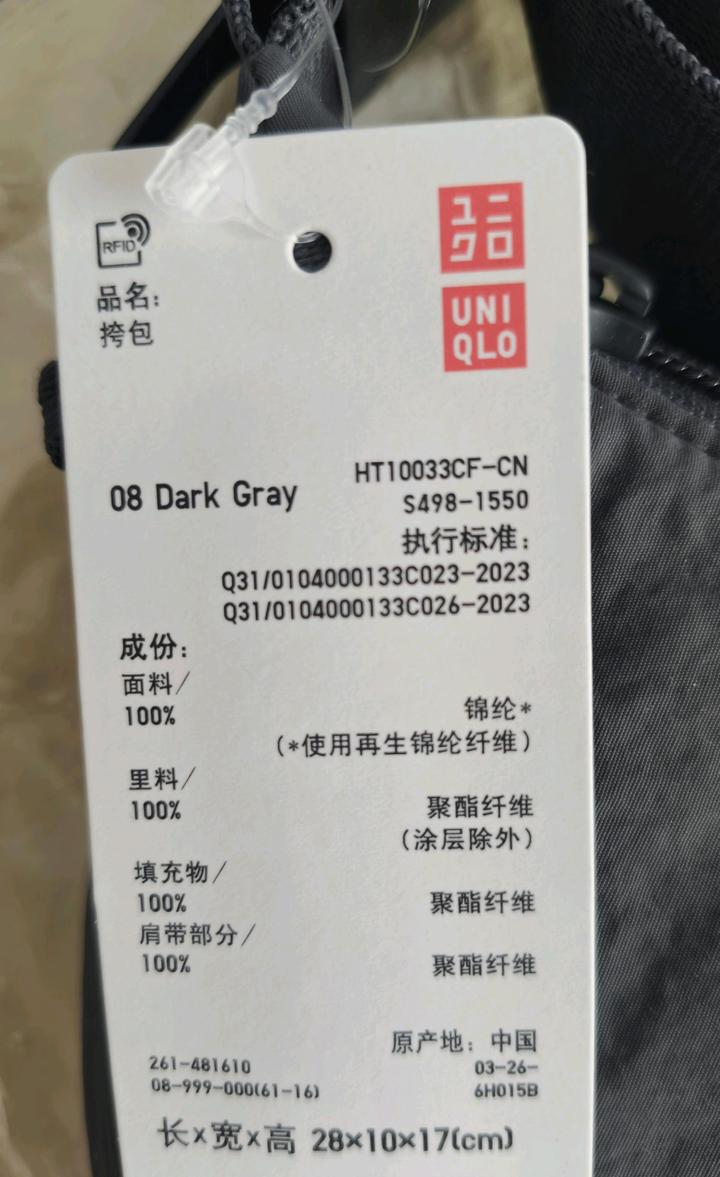 RFID
ユニ
クロ
UNI
QLO
品名:
挎包
08 Dark Gray
HT10033CF-CN
S498-1550
执行标准:
Q31/0104000133C023-2023
Q31/0104000133C026-2023
成份:
面料/
100% 锦纶*
(*使用再生锦纶纤维)
里料/
100% 聚酯纤维
(涂层除外)
填充物/
100% 聚酯纤维
肩带部分/
100% 聚酯纤维
原产地: 中国
261-481610 03-26-
08-999-000(61-16) 6H015B
长×宽×高 28×10×17(cm)